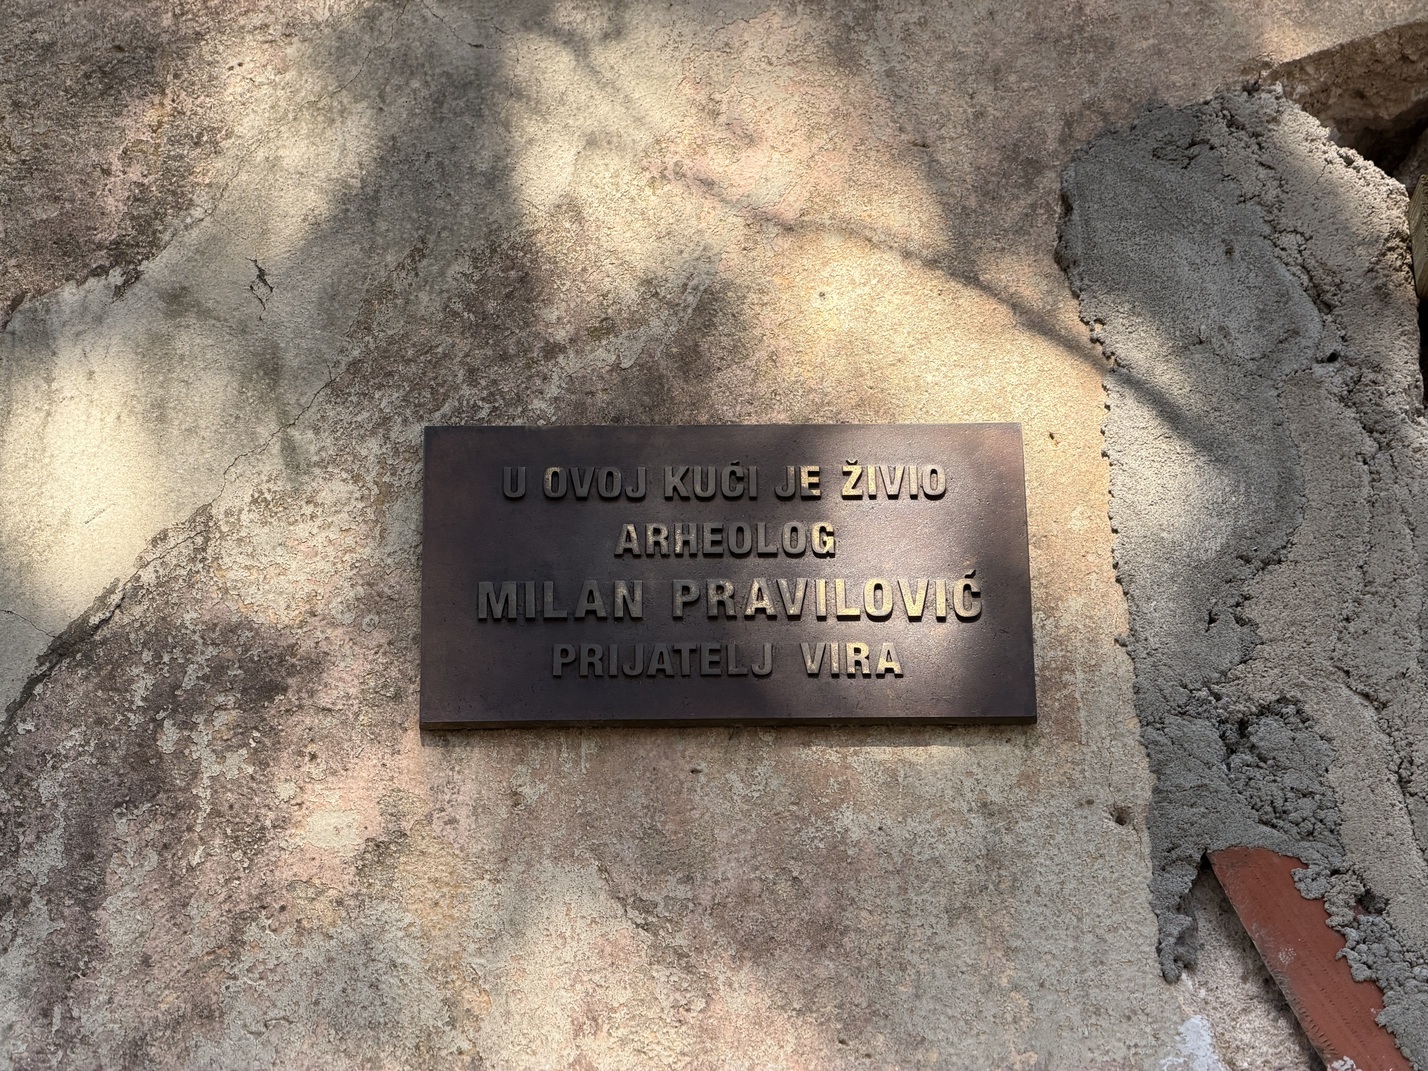 U OVOJ KUĆI JE ŽIVIO
ARHEOLOG
MILAN PRAVILOVIĆ
PRIJATELJ VIRA